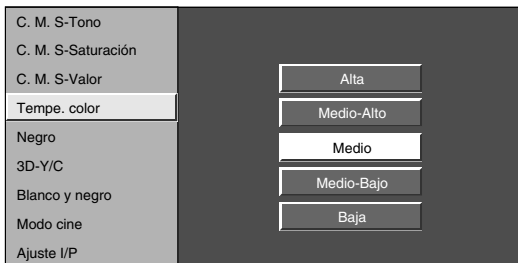 C. M. S-Tono
C. M. S-Saturación
C. M. S-Valor
Tempe. color
Negro
3D-Y/C
Blanco y negro
Modo cine
Ajuste I/P
Alta
Medio-Alto
Medio
Medio-Bajo
Baja